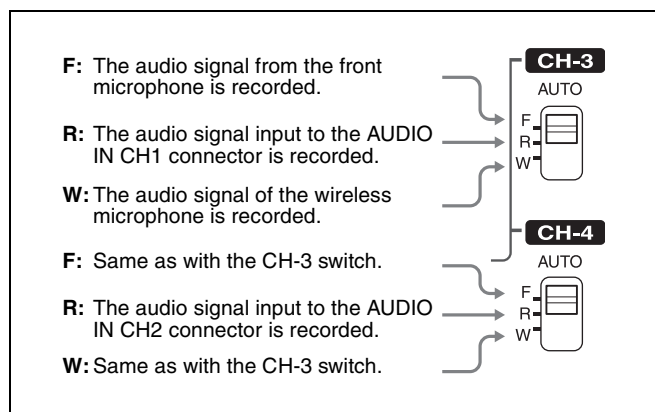 F: The audio signal from the front
microphone is recorded.
R: The audio signal input to the AUDIO
IN CH1 connector is recorded.
W: The audio signal of the wireless
microphone is recorded.
F: Same as with the CH-3 switch.
R: The audio signal input to the AUDIO
IN CH2 connector is recorded.
W: Same as with the CH-3 switch.
CH-3
AUTO
F
R
W
CH-4
AUTO
F
R
W